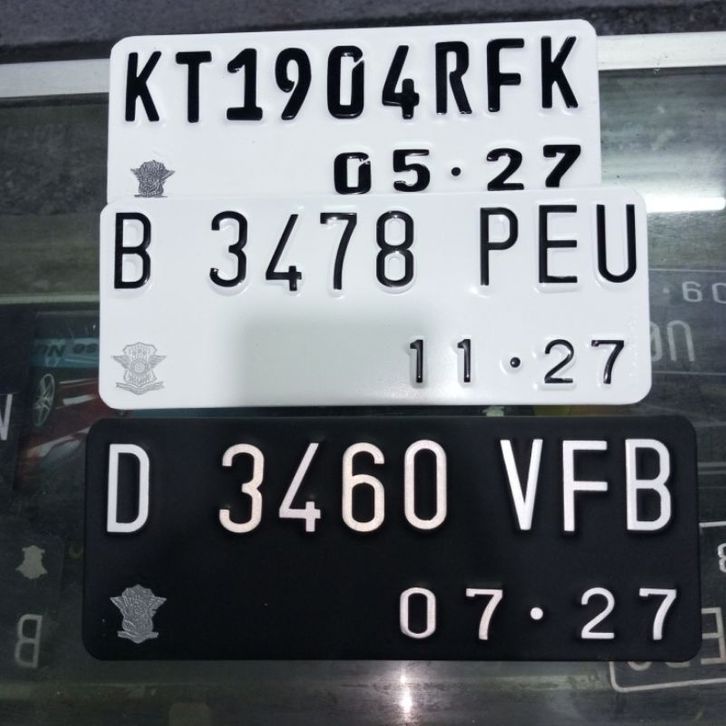 KT1904RFK
05·27
B 3478 PEU
11·27
D 3460 VFB
07·27